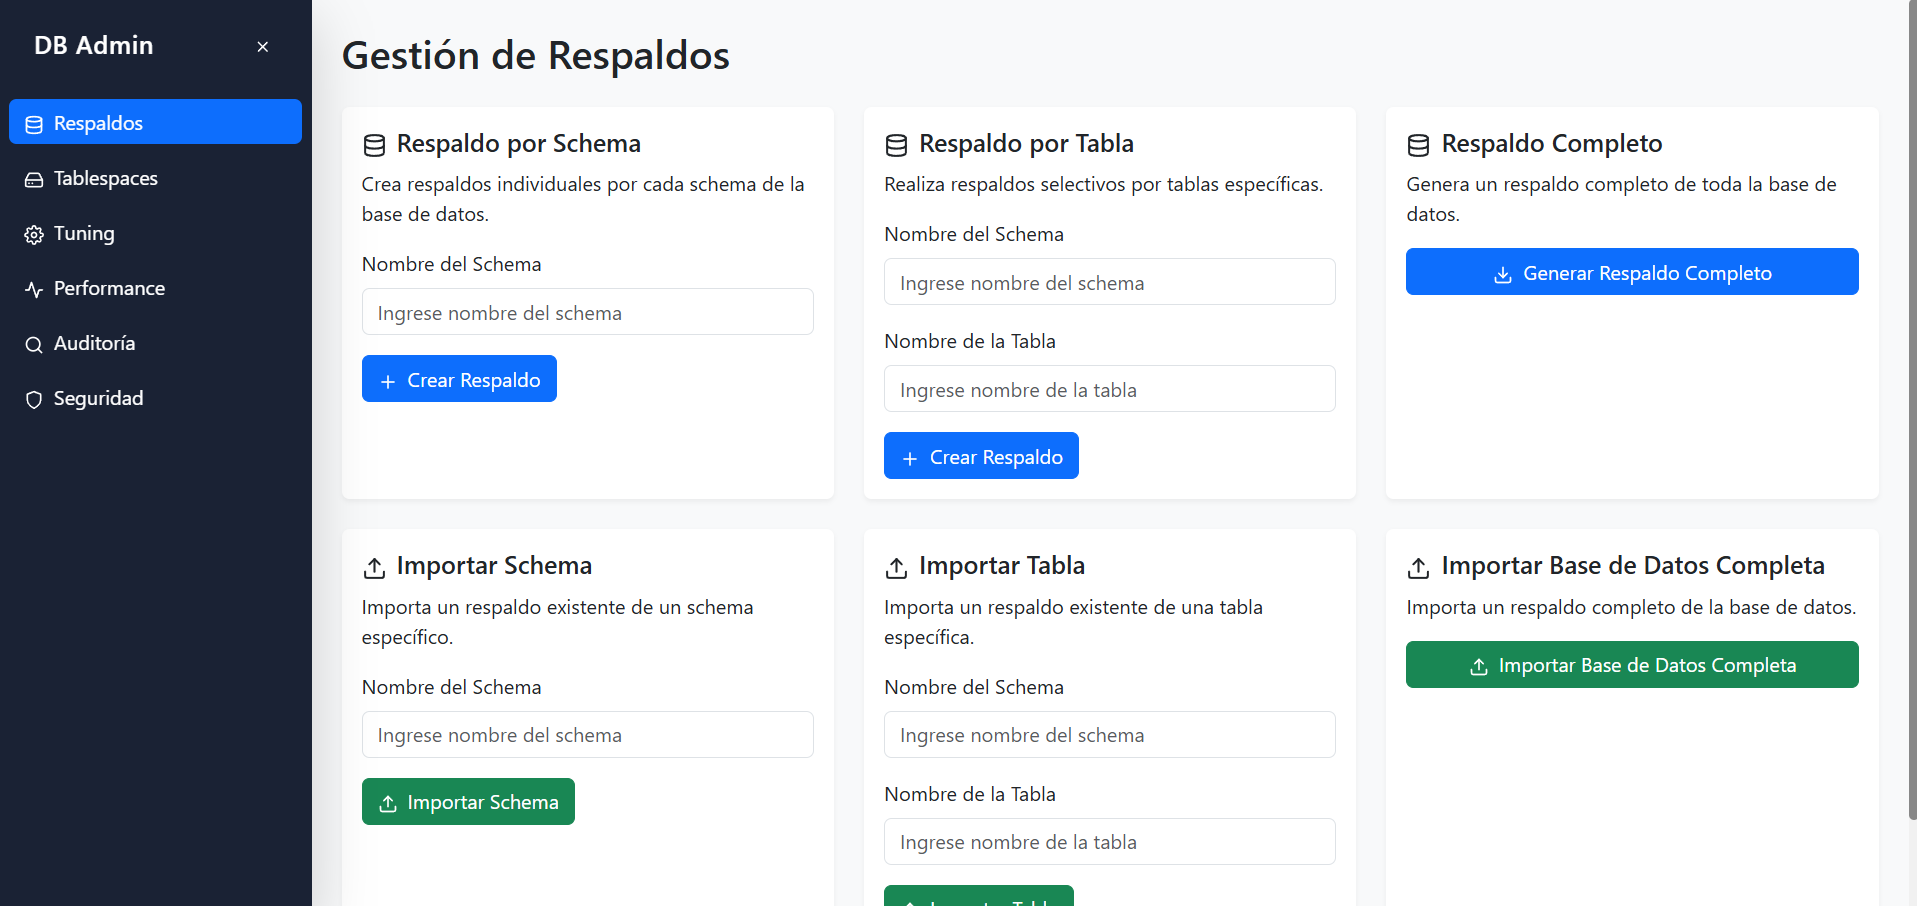 DB Admin
Respaldos
Tablespaces
Tuning
Performance
Auditoría
Seguridad
Gestión de Respaldos
Respaldo por Schema
Crea respaldos individuales por cada schema de la
base de datos.
Nombre del Schema
Ingrese nombre del schema
+ Crear Respaldo
Respaldo por Tabla
Realiza respaldos selectivos por tablas específicas.
Nombre del Schema
Ingrese nombre del schema
Nombre de la Tabla
Ingrese nombre de la tabla
+ Crear Respaldo
Respaldo Completo
Genera un respaldo completo de toda la base de
datos.
Generar Respaldo Completo
Importar Schema
Importa un respaldo existente de un schema
específico.
Nombre del Schema
Ingrese nombre del schema
Importar Schema
Importar Tabla
Importa un respaldo existente de una tabla
específica.
Nombre del Schema
Ingrese nombre del schema
Nombre de la Tabla
Ingrese nombre de la tabla
Importar Base de Datos Completa
Importa un respaldo completo de la base de datos.
Importar Base de Datos Completa